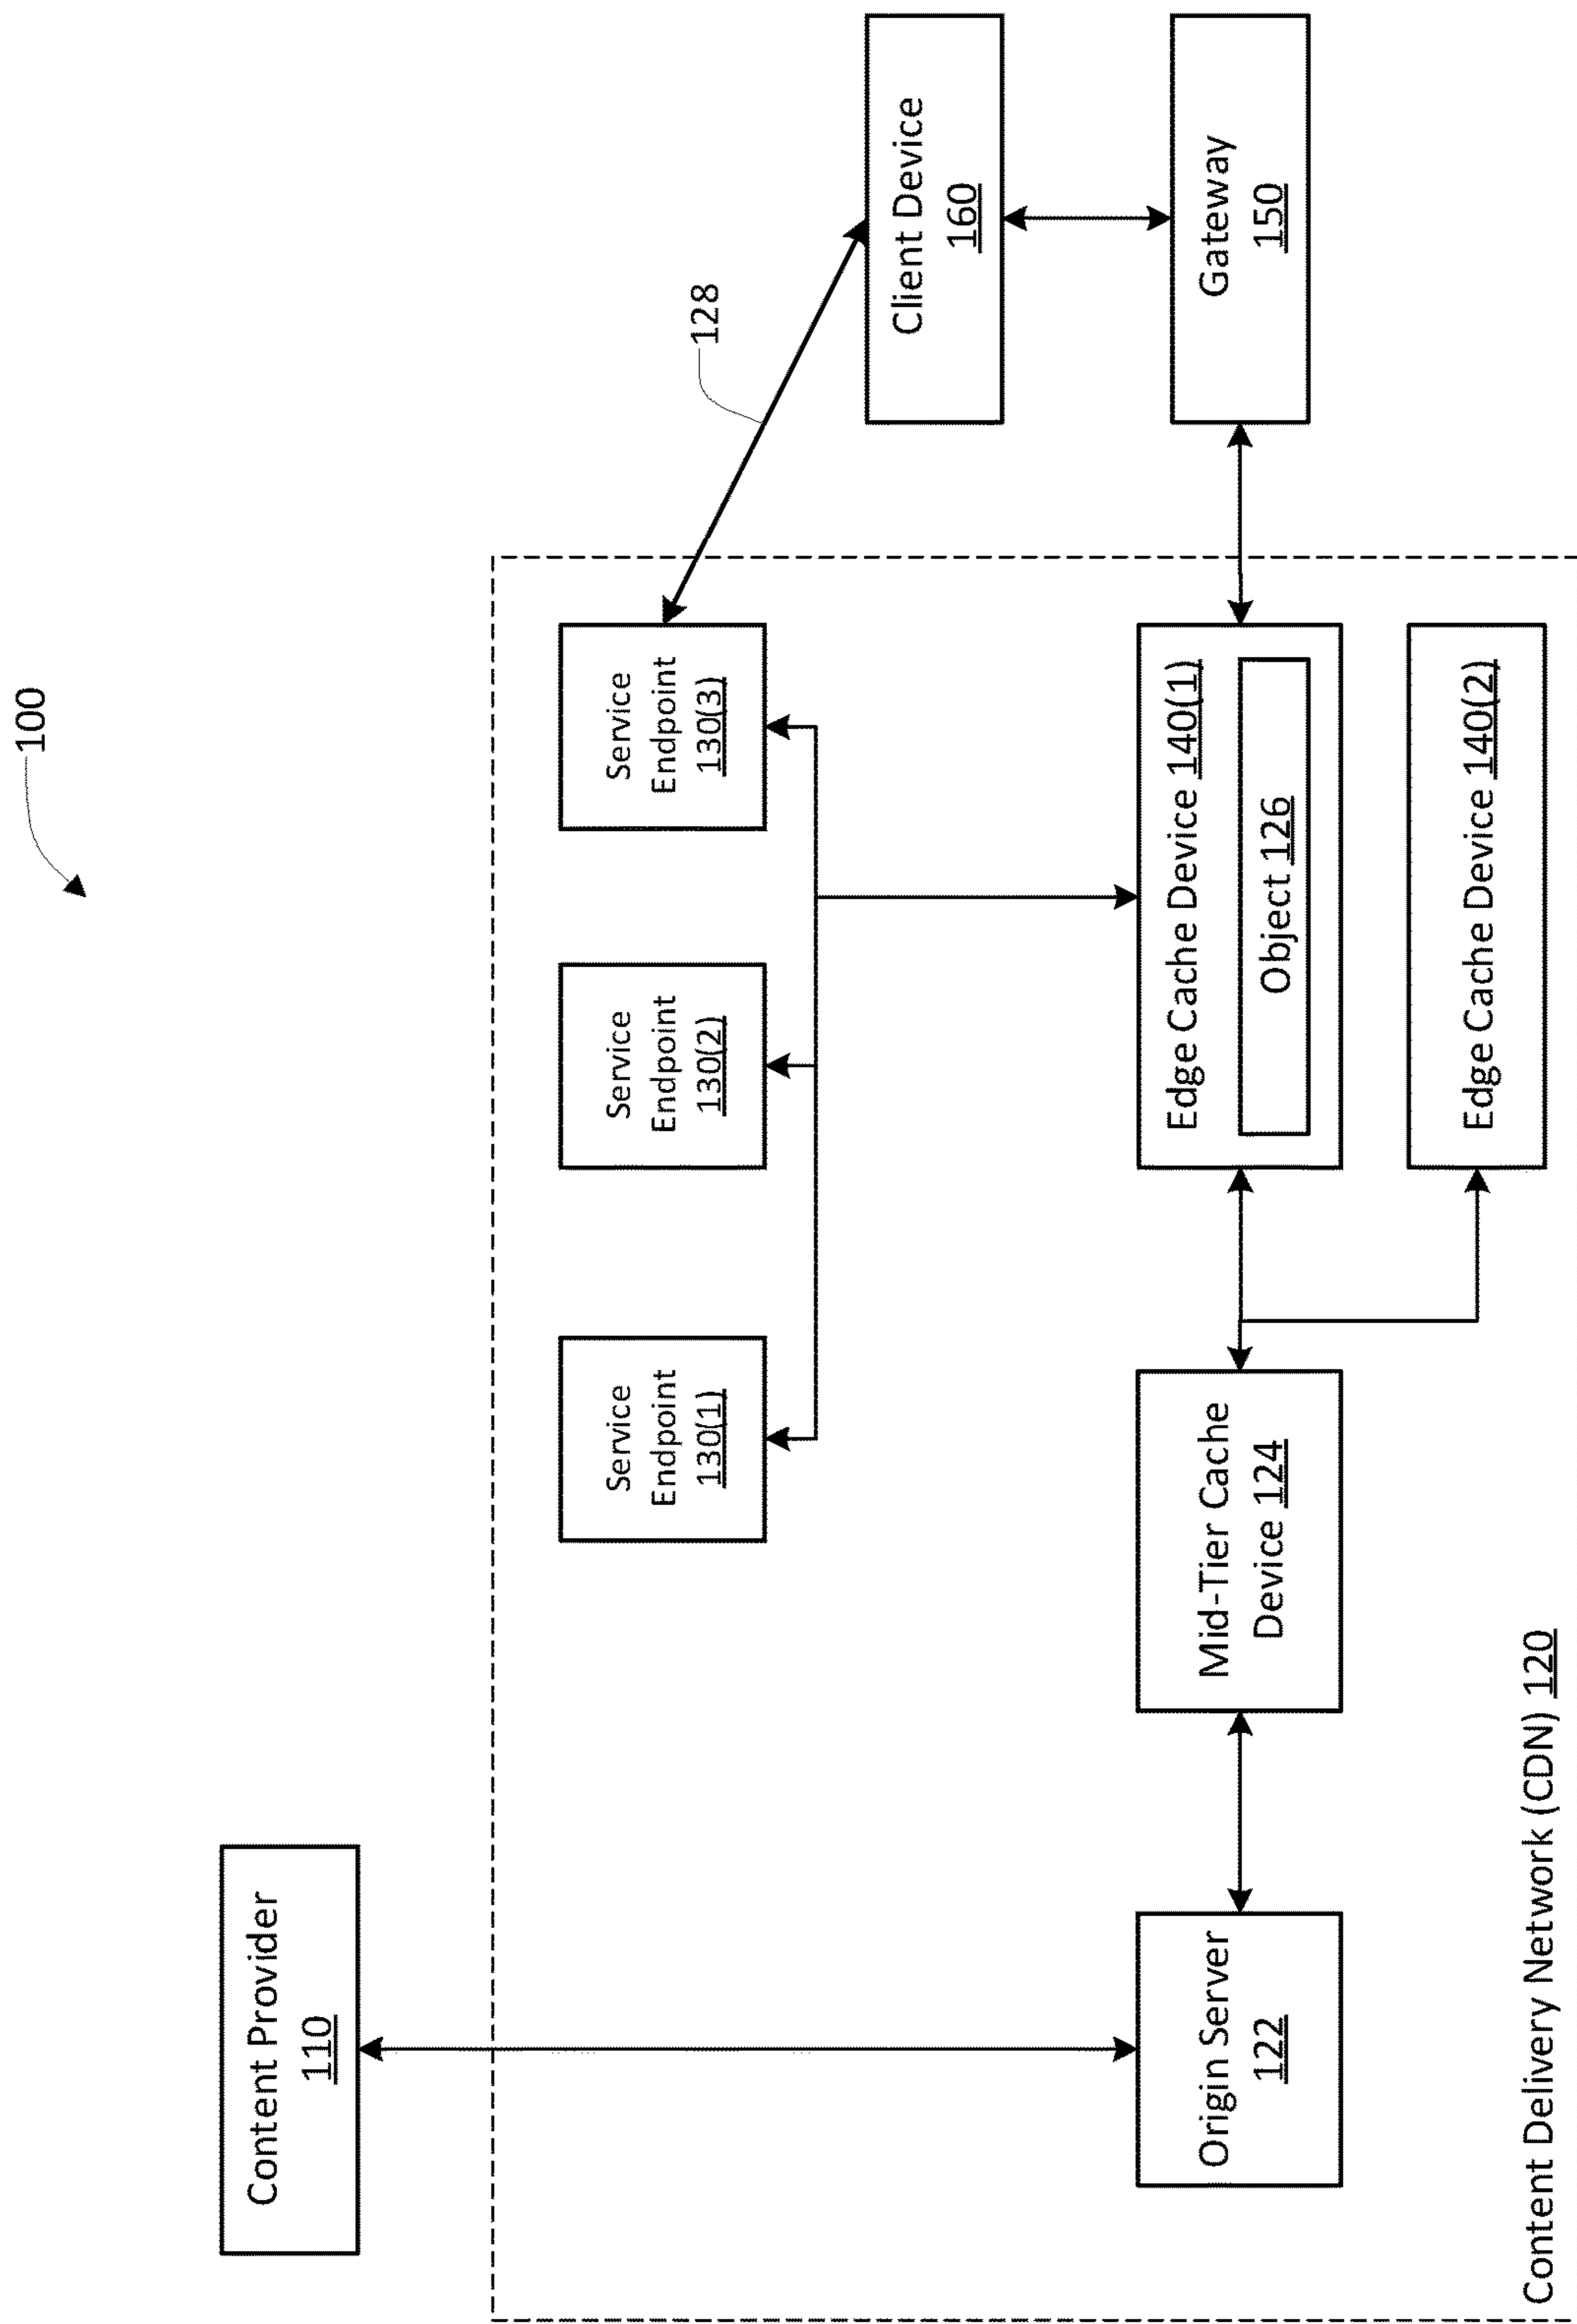 100
Content Provider
110
Service
Endpoint
130(1)
Service
Endpoint
130(2)
Service
Endpoint
130(3)
128
Client Device
160
Origin Server
122
Mid-Tier Cache
Device 124
Edge Cache Device 140(1)
Object 126
Gateway
150
Edge Cache Device 140(2)
Content Delivery Network (CDN) 120